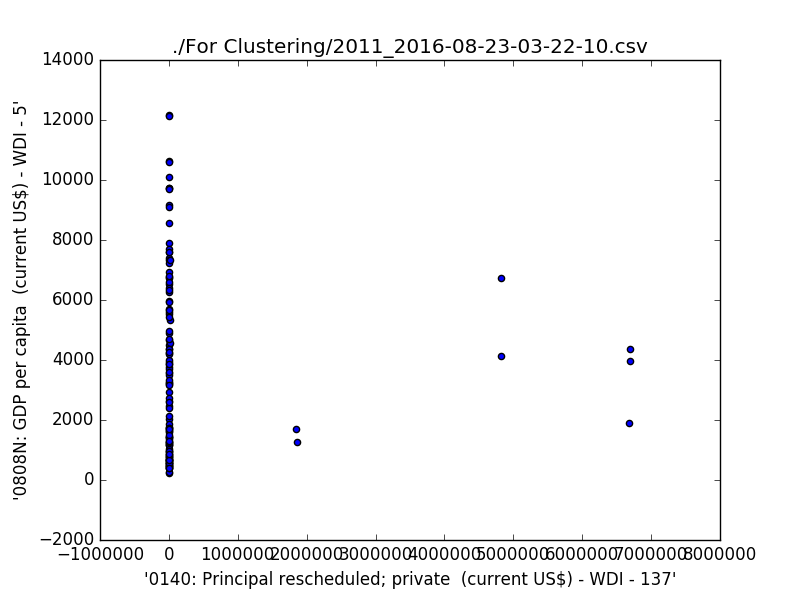 ./For Clustering/2011_2016-08-23-03-22-10.csv
'0808N: GDP per capita  (current US$) - WDI - 5'
14000
12000
10000
8000
6000
4000
2000
0
−2000
−1000000 0 1000000 2000000 3000000 4000000 5000000 6000000 7000000 8000000
'0140: Principal rescheduled; private  (current US$) - WDI - 137'